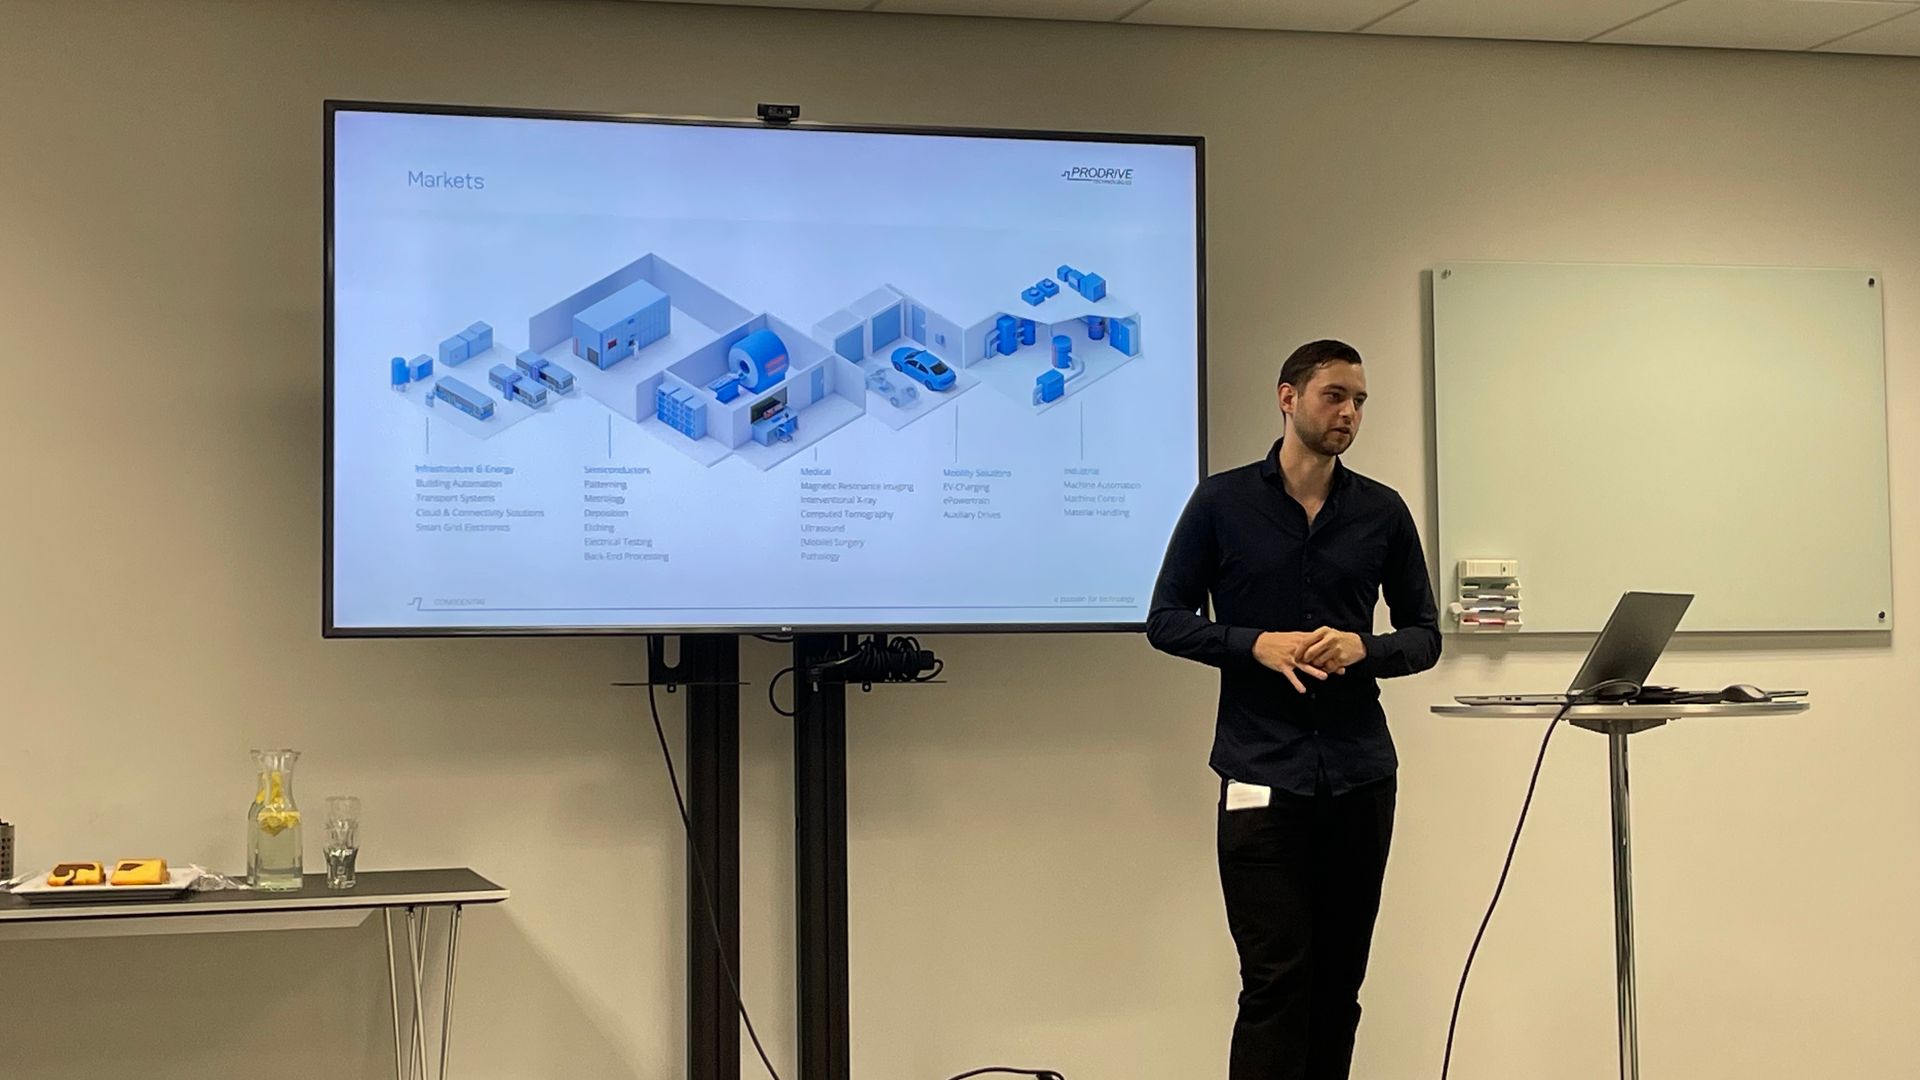 Markets
PRODRIVE
TECHNOLOGIES
Infrastructure & Energy
Building Automation
Transport Systems
Cloud & Connectivity Solutions
Smart Grid Electronics
Semiconductors
Patterning
Metrology
Deposition
Etching
Electrical Testing
Back-End Processing
Medical
Magnetic Resonance Imaging
Interventional X-ray
Computed Tomography
Ultrasound
(Mobile) Surgery
Pathology
Mobility Solutions
EV-Charging
ePowertrain
Auxiliary Drives
Industrial
Machine Automation
Machine Control
Material Handling
CONFIDENTIAL
a passion for technology
LG